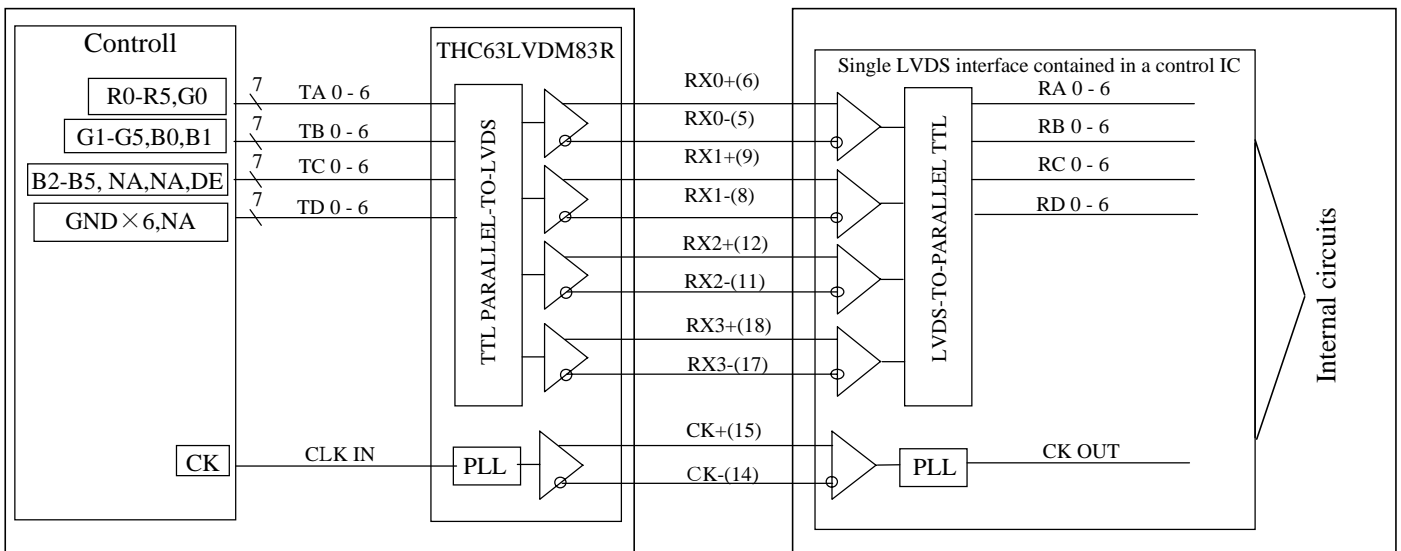 Controll
R0-R5,G0
G1-G5,B0,B1
B2-B5, NA,NA,DE
GND×6,NA
CK
7
TA 0 - 6
7
TB 0 - 6
7
TC 0 - 6
7
TD 0 - 6
CLK IN
THC63LVDM83R
TTL PARALLEL-TO-LVDS
PLL
RX0+(6)
RX0-(5)
RX1+(9)
RX1-(8)
RX2+(12)
RX2-(11)
RX3+(18)
RX3-(17)
CK+(15)
CK-(14)
Single LVDS interface contained in a control IC
LVDS-TO-PARALLEL TTL
PLL
RA 0 - 6
RB 0 - 6
RC 0 - 6
RD 0 - 6
CK OUT
Internal circuits